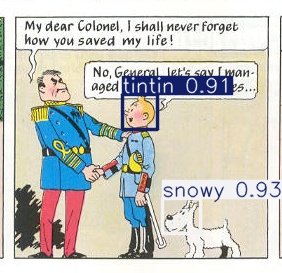 My dear Colonel, I shall never forget
how you saved my life!
No, General, let's say I man-
aged
es...
tintin 0.91
snowy 0.93